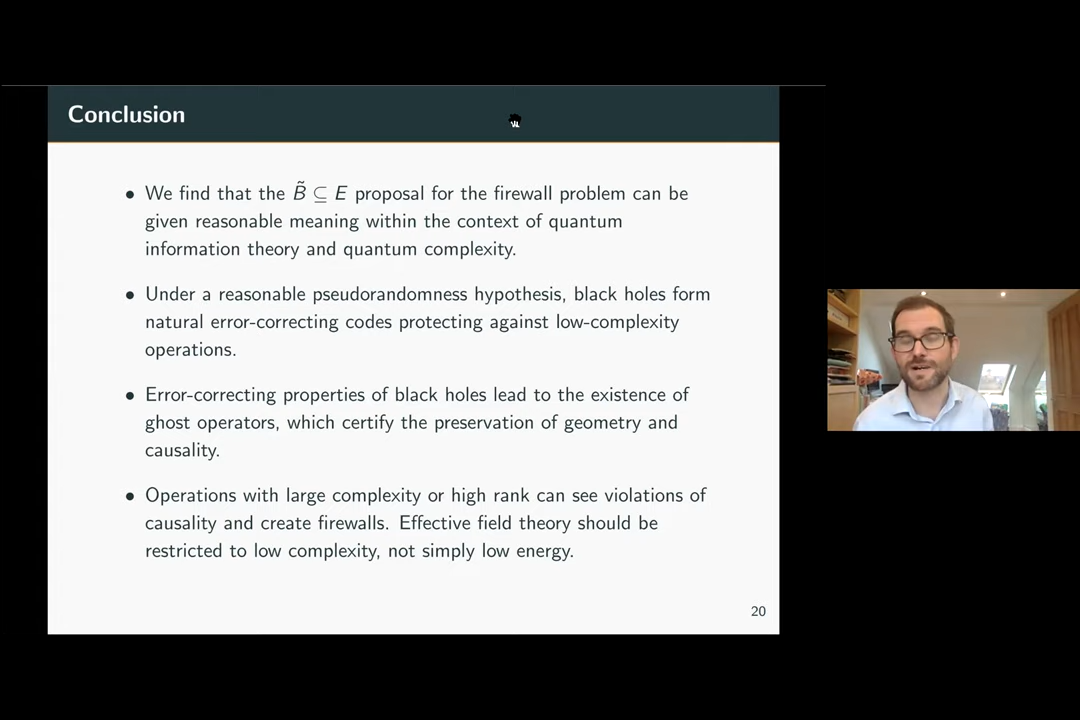 Conclusion
• We find that the B̃ ⊆ E proposal for the firewall problem can be
given reasonable meaning within the context of quantum
information theory and quantum complexity.
• Under a reasonable pseudorandomness hypothesis, black holes form
natural error-correcting codes protecting against low-complexity
operations.
• Error-correcting properties of black holes lead to the existence of
ghost operators, which certify the preservation of geometry and
causality.
• Operations with large complexity or high rank can see violations of
causality and create firewalls. Effective field theory should be
restricted to low complexity, not simply low energy.
20